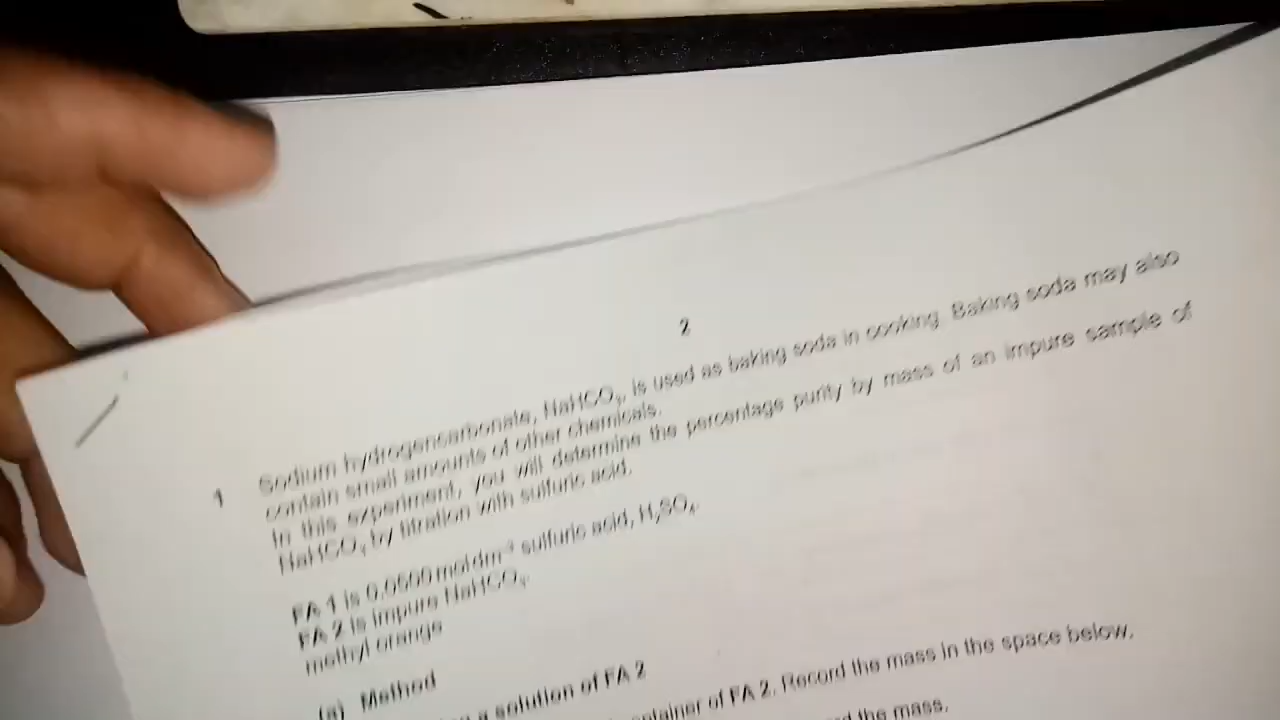 2
1 Sodium hydrogencarbonate, NaHCO₃, is used as baking soda in cooking. Baking soda may also
contain small amounts of other chemicals.
In this experiment, you will determine the percentage purity by mass of an impure sample of
NaHCO₃ by titration with sulfuric acid.
FA 1 is 0.0500 mol dm⁻³ sulfuric acid, H₂SO₄.
FA 2 is impure NaHCO₃.
methyl orange
(a) Method
a solution of FA 2
container of FA 2. Record the mass in the space below.
the mass.